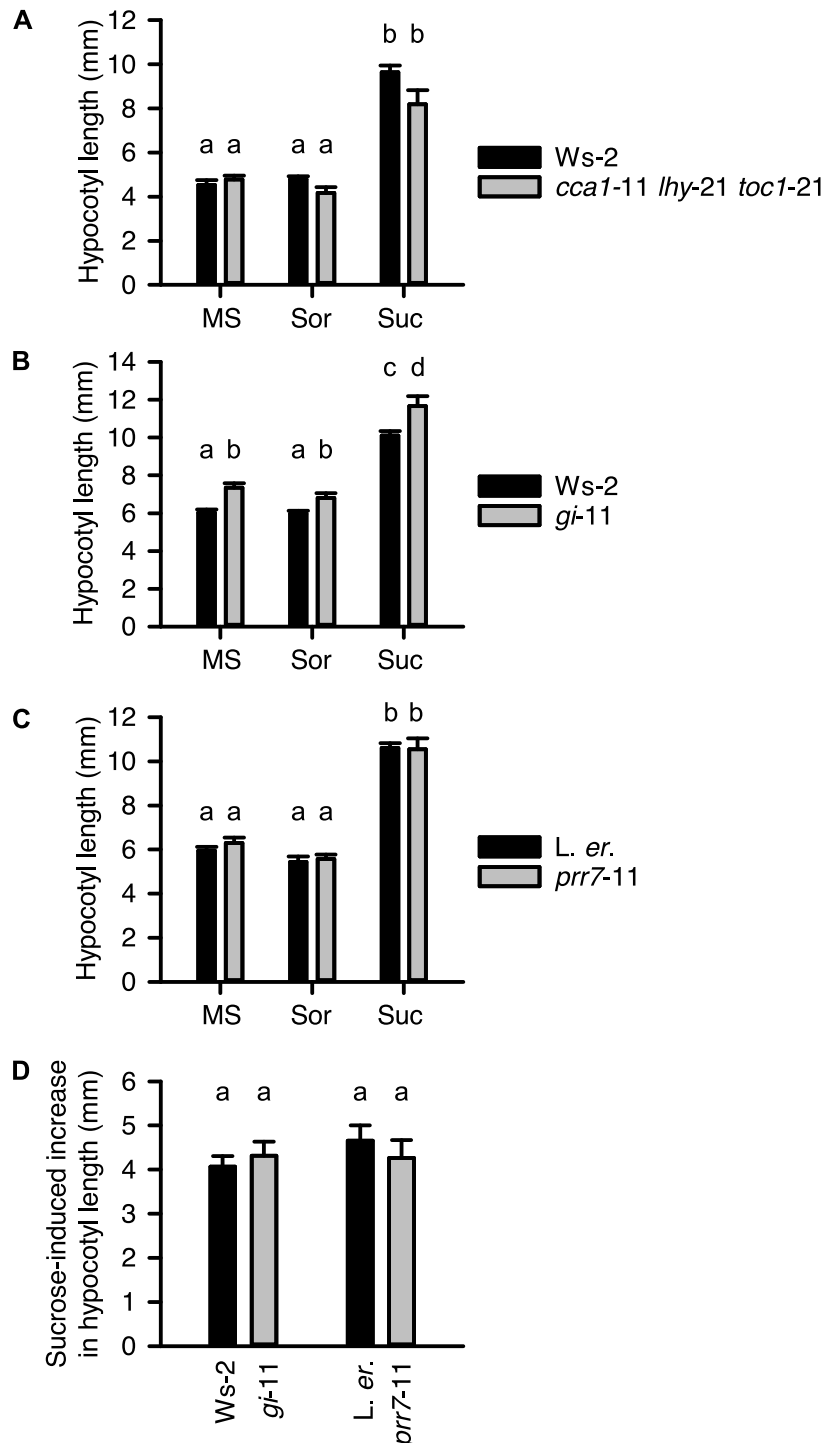 A
Hypocotyl length (mm)
12
10
8
6
4
2
0
a a a a b b
MS Sor Suc
Ws-2
cca1-11 lhy-21 toc1-21
B
Hypocotyl length (mm)
14
12
10
8
6
4
2
0
a b a b c d
MS Sor Suc
Ws-2
gi-11
C
Hypocotyl length (mm)
12
10
8
6
4
2
0
a a a a b b
MS Sor Suc
L. er.
prr7-11
D
Sucrose-induced increase
in hypocotyl length (mm)
6
5
4
3
2
1
0
a a a a
Ws-2
gi-11
L. er.
prr7-11